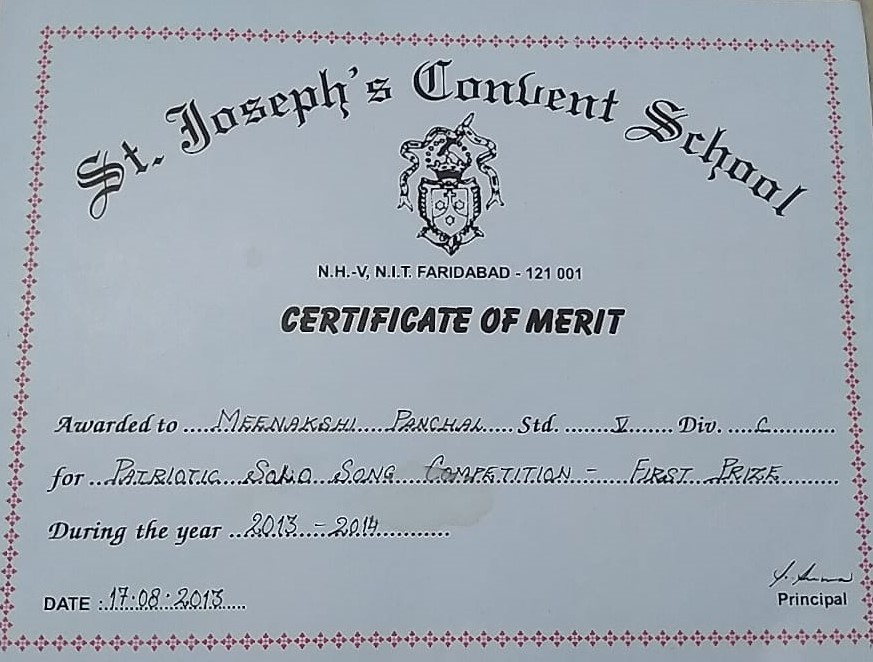 St. Joseph's Convent School
N.H.-V, N.I.T. FARIDABAD - 121 001
CERTIFICATE OF MERIT
Awarded to ....MEENAKSHI PANCHAL.... Std. .......V....... Div. ....C..........
for ..PATRIOTIC SOLO SONG COMPETITION - FIRST PRIZE........
During the year ..2013 - 2014............
DATE :.17.08.2013....
Principal